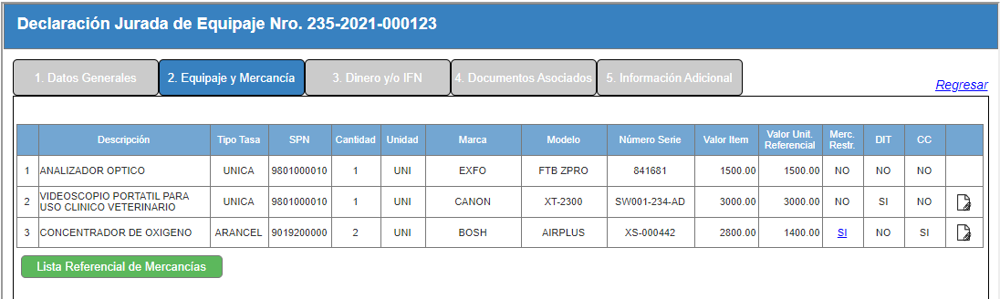 Declaración Jurada de Equipaje Nro. 235-2021-000123
1. Datos Generales 2. Equipaje y Mercancía 3. Dinero y/o IFN 4. Documentos Asociados 5. Información Adicional
Regresar
Descripción Tipo Tasa SPN Cantidad Unidad Marca Modelo Número Serie Valor Item Valor Unit. Referencial Merc. Restr. DIT CC
1 ANALIZADOR OPTICO UNICA 9801000010 1 UNI EXFO FTB ZPRO 841681 1500.00 1500.00 NO NO NO
2 VIDEOSCOPIO PORTATIL PARA USO CLINICO VETERINARIO UNICA 9801000010 1 UNI CANON XT-2300 SW001-234-AD 3000.00 3000.00 NO SI NO
3 CONCENTRADOR DE OXIGENO ARANCEL 9019200000 2 UNI BOSH AIRPLUS XS-000442 2800.00 1400.00 SI NO SI
Lista Referencial de Mercancías